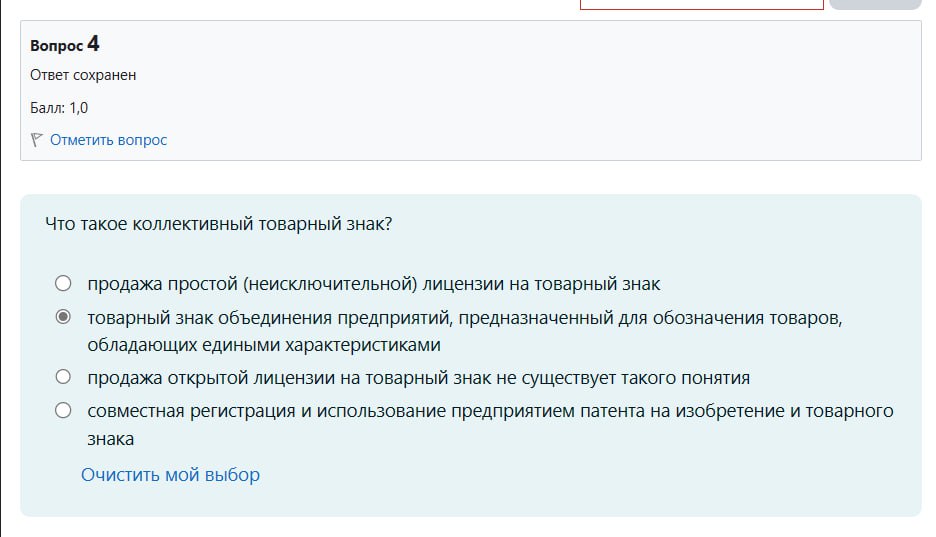 Вопрос 4
Ответ сохранен
Балл: 1,0
Отметить вопрос
Что такое коллективный товарный знак?
продажа простой (неисключительной) лицензии на товарный знак
товарный знак объединения предприятий, предназначенный для обозначения товаров,
обладающих едиными характеристиками
продажа открытой лицензии на товарный знак не существует такого понятия
совместная регистрация и использование предприятием патента на изобретение и товарного
знака
Очистить мой выбор